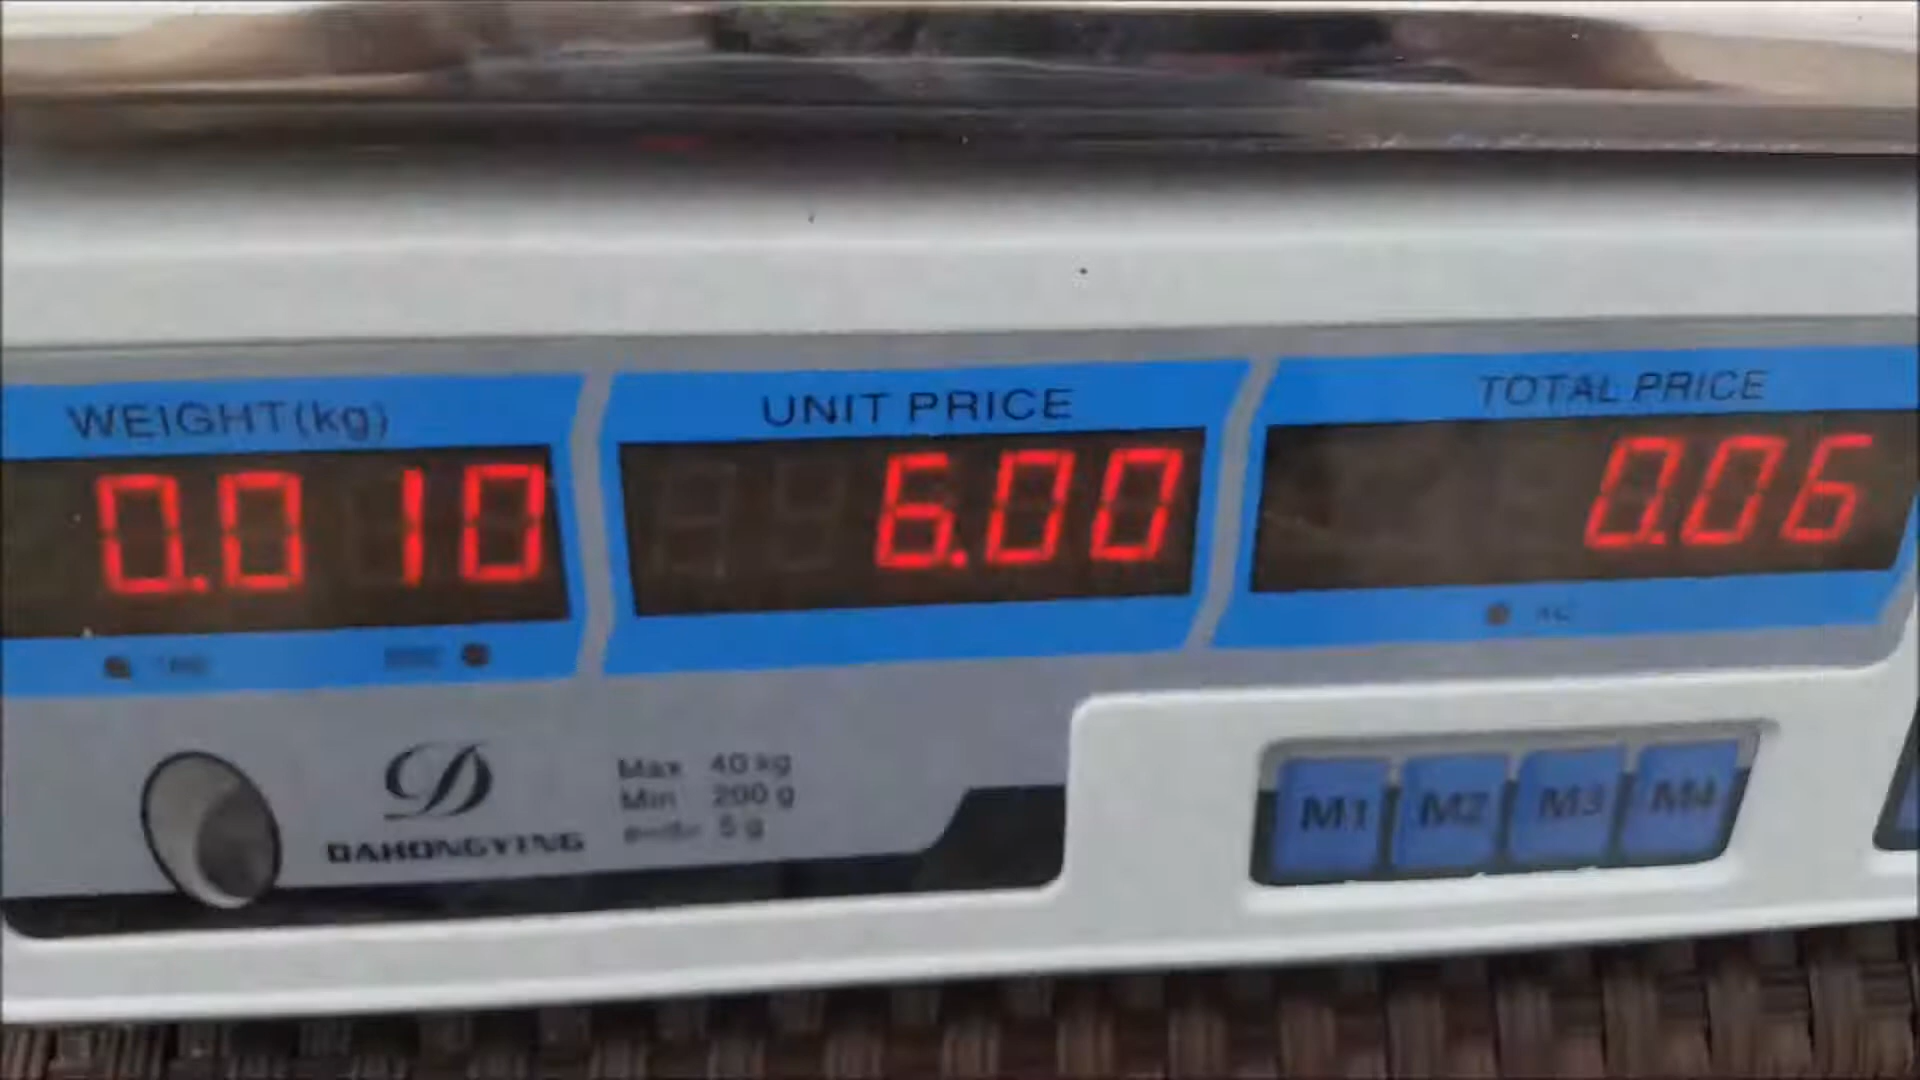 WEIGHT(kg)
UNIT PRICE
TOTAL PRICE
0.010
6.00
0.06
AC
DAHONGYING
Max 40 kg
Min 200 g
5 g
M1 M2 M3 M4